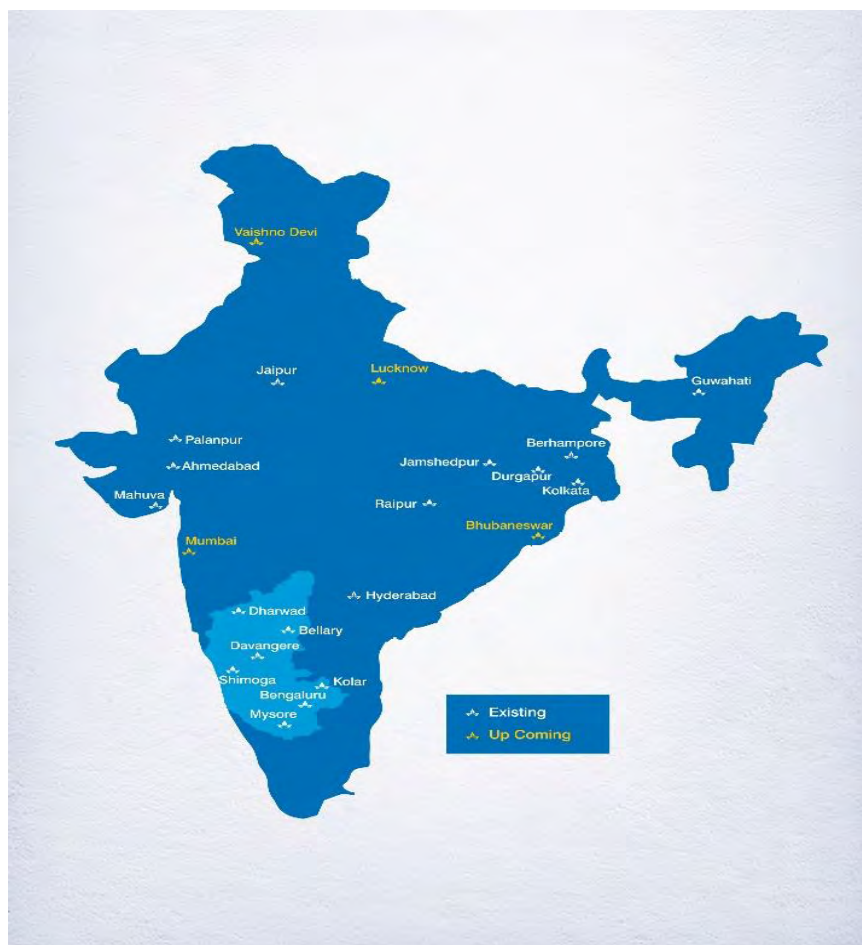 Vaishno Devi
Jaipur
Lucknow
Guwahati
Palanpur
Berhampore
Ahmedabad
Jamshedpur
Durgapur
Kolkata
Mahuva
Raipur
Bhubaneswar
Mumbai
Hyderabad
Dharwad
Bellary
Davangere
Shimoga
Kolar
Bengaluru
Mysore
Existing
Up Coming